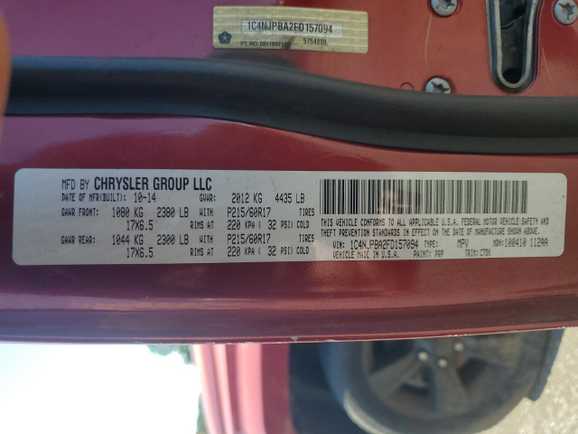 1C4NJPBA2FD157094
MFD BY CHRYSLER GROUP LLC
DATE OF MFR(BUILT): 10-14 GVWR: 2012 KG 4435 LB
GAWR FRONT: 1080 KG 2380 LB WITH P215/60R17 TIRES
17X6.5 RIMS AT 220 KPA ( 32 PSI) COLD
GAWR REAR: 1044 KG 2300 LB WITH P215/60R17 TIRES
17X6.5 RIMS AT 220 KPA ( 32 PSI) COLD
THIS VEHICLE CONFORMS TO ALL APPLICABLE U.S.A. FEDERAL MOTOR VEHICLE SAFETY AND
THEFT PREVENTION STANDARDS IN EFFECT ON THE DATE OF MANUFACTURE SHOWN ABOVE.
VIN: 1C4NJPBA2FD157094 TYPE: MPV MDH: 100410 112AA
VEHICLE MADE IN U.S.A. PAINT: PRP TRIM: